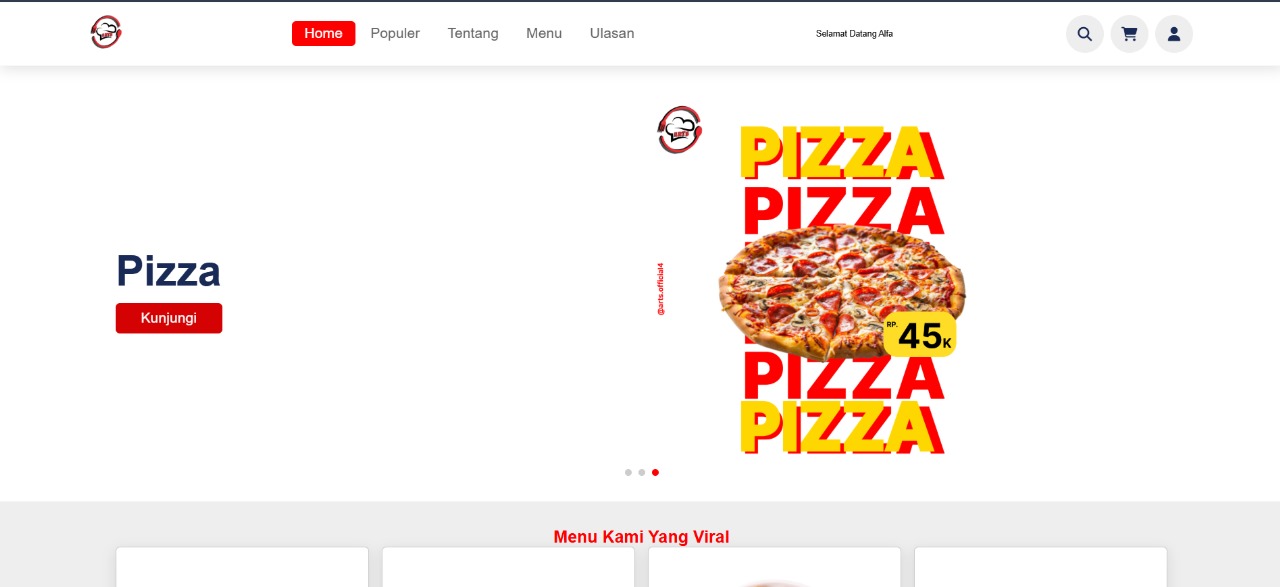 Home
Populer
Tentang
Menu
Ulasan
Selamat Datang Alfa
Pizza
Kunjungi
ARTS
@arts.official4
PIZZA
PIZZA
RP. 45K
PIZZA
PIZZA
Menu Kami Yang Viral